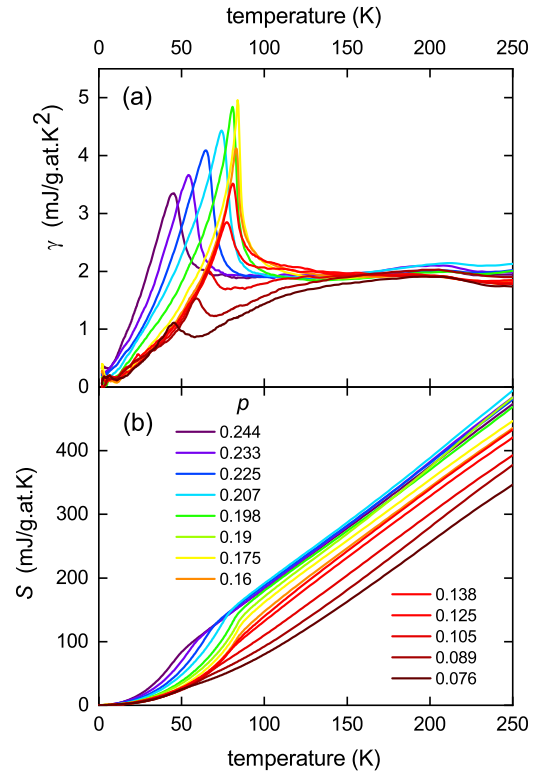 temperature (K)
0 50 100 150 200 250
(a)
5
4
3
2
1
0
γ (mJ/g.at.K²)
(b)
p
0.244
0.233
0.225
0.207
0.198
0.19
0.175
0.16
0.138
0.125
0.105
0.089
0.076
400
300
200
100
0
S (mJ/g.at.K)
0 50 100 150 200 250
temperature (K)